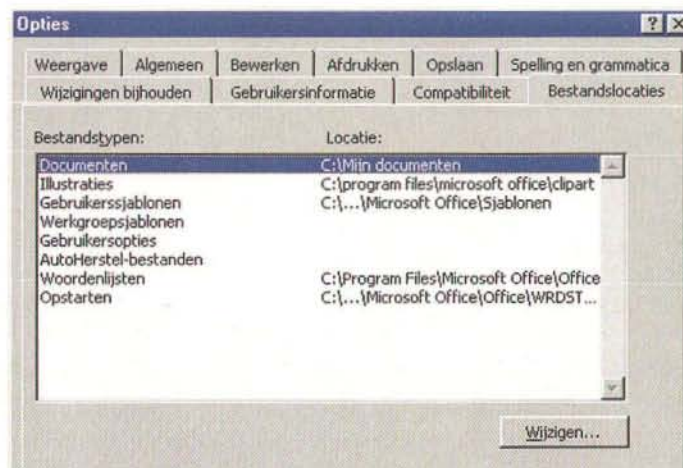 Opties
Weergave Algemeen Bewerken Afdrukken Opslaan Spelling en grammatica
Wijzigingen bijhouden Gebruikersinformatie Compatibiliteit Bestandslocaties
Bestandstypen: Locatie:
Documenten C:\Mijn documenten
Illustraties C:\program files\microsoft office\clipart
Gebruikerssjablonen C:\...\Microsoft Office\Sjablonen
Werkgroepsjablonen
Gebruikersopties
AutoHerstel-bestanden
Woordenlijsten C:\Program Files\Microsoft Office\Office
Opstarten C:\...\Microsoft Office\Office\WRDST...
Wijzigen...